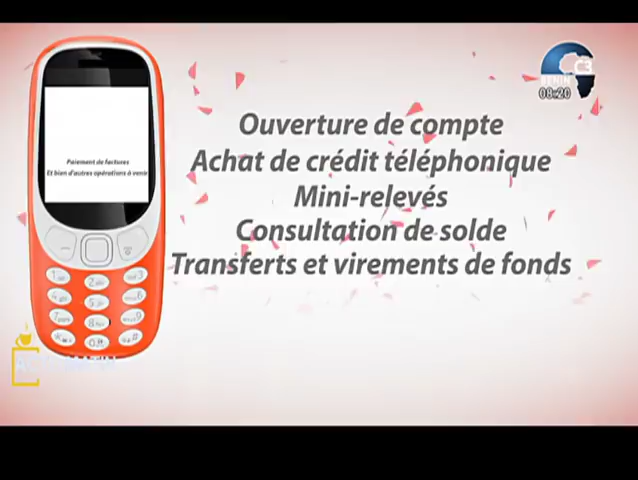 BENIN
C3
08:20
Ouverture de compte
Achat de crédit téléphonique
Mini-relevés
Consultation de solde
Transferts et virements de fonds
Paiement de factures
Et bien d'autres opérations à venir